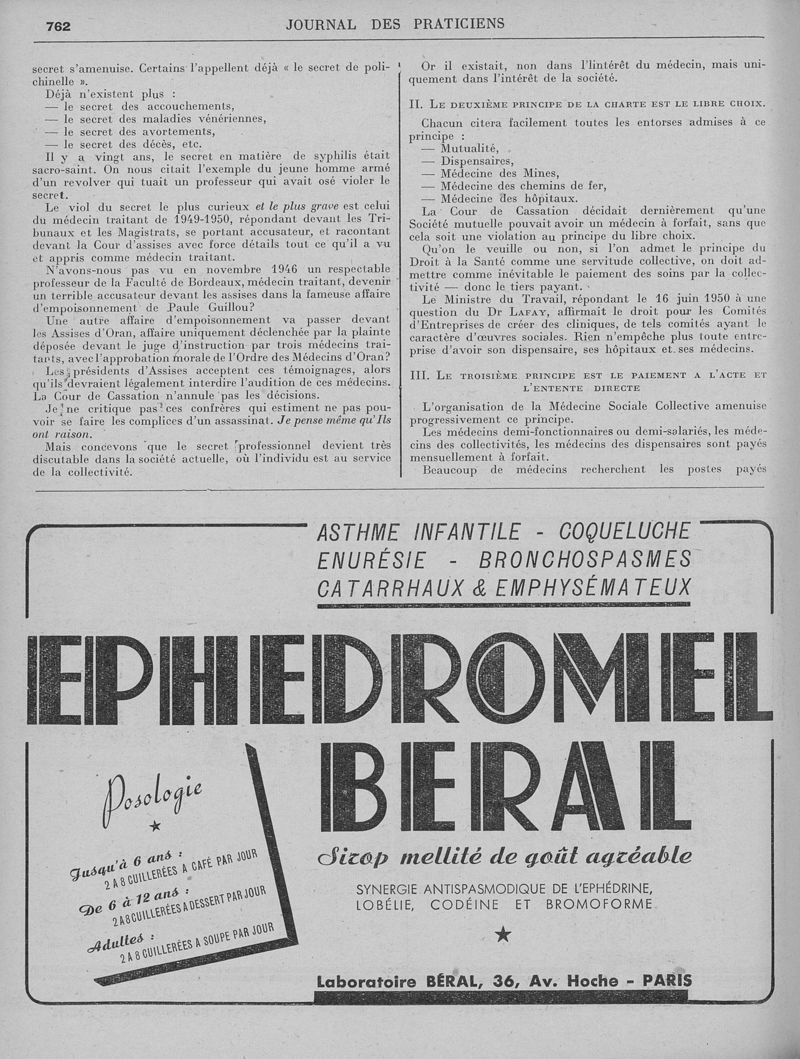 762
JOURNAL DES PRATICIENS
secret s'amenuise. Certains l'appellent déjà « le secret de poli-
chinelle ».
Déjà n'existent plus :
— le secret des accouchements,
— le secret des maladies vénériennes,
— le secret des avortements,
— le secret des décès, etc.
Il y a vingt ans, le secret en matière de syphilis était
sacro-saint. On nous citait l'exemple du jeune homme armé
d'un revolver qui tuait un professeur qui avait osé violer le
secret.
Le viol du secret le plus curieux et le plus grave est celui
du médecin traitant de 1949-1950, répondant devant les Tri-
bunaux et les Magistrats, se portant accusateur, et racontant
devant la Cour d'assises avec force détails tout ce qu'il a vu
et appris comme médecin traitant.
N'avons-nous pas vu en novembre 1946 un respectable
professeur de la Faculté de Bordeaux, médecin traitant, devenir
un terrible accusateur devant les assises dans la fameuse affaire
d'empoisonnement de Paule Guillou?
Une autre affaire d'empoisonnement va passer devant
les Assises d'Oran, affaire uniquement déclenchée par la plainte
déposée devant le juge d'instruction par trois médecins trai-
tants, avec l'approbation morale de l'Ordre des Médecins d'Oran?
Les présidents d'Assises acceptent ces témoignages, alors
qu'ils devraient légalement interdire l'audition de ces médecins.
La Cour de Cassation n'annule pas les décisions.
Je ne critique pas ces confrères qui estiment ne pas pou-
voir se faire les complices d'un assassinat. Je pense même qu'ils
ont raison.
Mais concevons que le secret professionnel devient très
discutable dans la société actuelle, où l'individu est au service
de la collectivité.
Or il existait, non dans l'intérêt du médecin, mais uni-
quement dans l'intérêt de la société.
II. LE DEUXIÈME PRINCIPE DE LA CHARTE EST LE LIBRE CHOIX.
Chacun citera facilement toutes les entorses admises à ce
principe :
— Mutualité,
— Dispensaires,
— Médecine des Mines,
— Médecine des chemins de fer,
— Médecine des hôpitaux.
La Cour de Cassation décidait dernièrement qu'une
Société mutuelle pouvait avoir un médecin à forfait, sans que
cela soit une violation au principe du libre choix.
Qu'on le veuille ou non, si l'on admet le principe du
Droit à la Santé comme une servitude collective, on doit ad-
mettre comme inévitable le paiement des soins par la collec-
tivité — donc le tiers payant.
Le Ministre du Travail, répondant le 16 juin 1950 à une
question du Dr LAFAY, affirmait le droit pour les Comités
d'Entreprises de créer des cliniques, de tels comités ayant le
caractère d'œuvres sociales. Rien n'empêche plus toute entre-
prise d'avoir son dispensaire, ses hôpitaux et ses médecins.
III. LE TROISIÈME PRINCIPE EST LE PAIEMENT A L'ACTE ET
L'ENTENTE DIRECTE
L'organisation de la Médecine Sociale Collective amenuise
progressivement ce principe.
Les médecins demi-fonctionnaires ou demi-salariés, les méde-
cins des collectivités, les médecins des dispensaires sont payés
mensuellement à forfait.
Beaucoup de médecins recherchent les postes payés
ASTHME INFANTILE - COQUELUCHE
ENURÉSIE - BRONCHOSPASMES
CATARRHAUX & EMPHYSÉMATEUX
EPHEDROMEL
BERAL
Posologie
Jusqu'à 6 ans :
2 A 8 CUILLERÉES A CAFÉ PAR JOUR
De 6 à 12 ans :
2 A 8 CUILLERÉES A DESSERT PAR JOUR
Adultes :
2 A 8 CUILLERÉES A SOUPE PAR JOUR
Sirop mellité de goût agréable
SYNERGIE ANTISPASMODIQUE DE L'EPHÉDRINE,
LOBÉLIE, CODÉINE ET BROMOFORME
Laboratoire BÉRAL, 36, Av. Hoche - PARIS